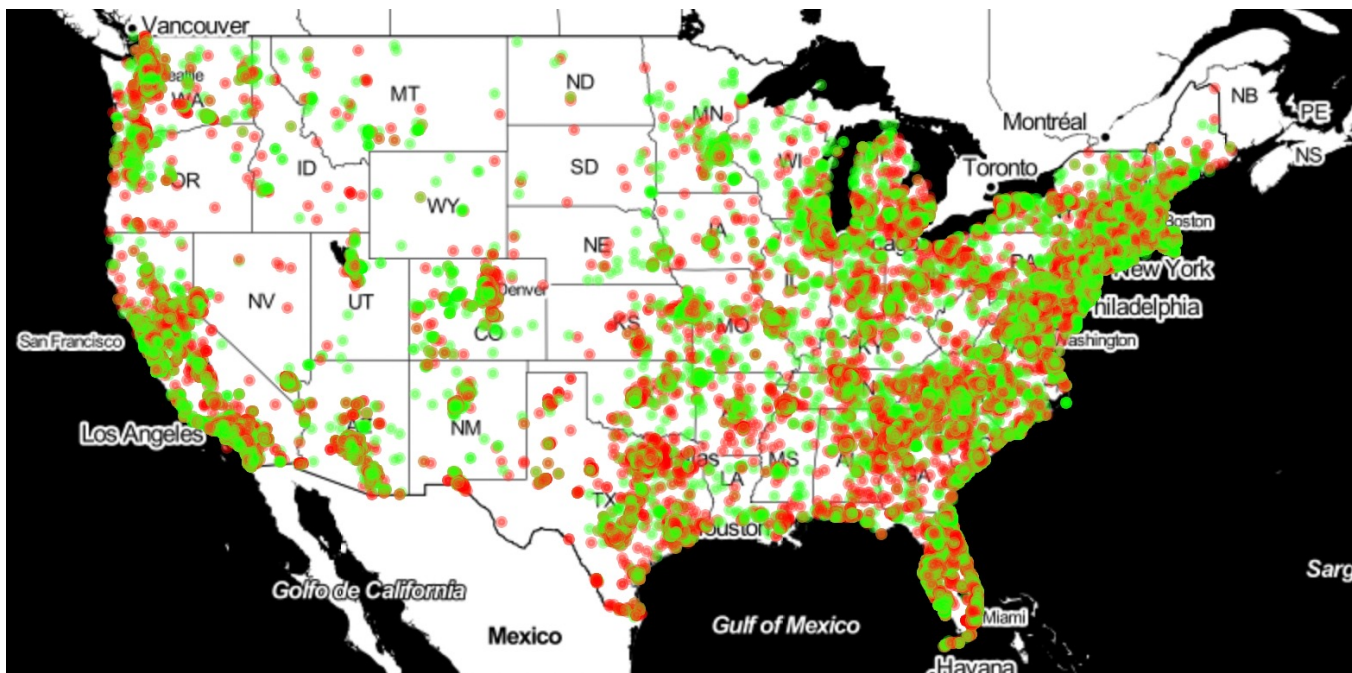 Vancouver
WA
MT
ND
MN
Montréal
NB
PE
NS
OR
ID
SD
WI
Toronto
WY
Boston
NE
IA
New York
NV
UT
Denver
IL
PA
CO
KS
MO
KY
San Francisco
Washington
Los Angeles
NM
MS
LA
GA
TX
Golfo de California
Gulf of Mexico
Miami
Mexico